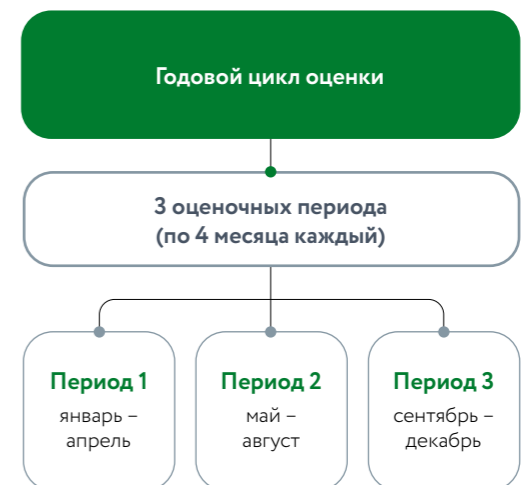 Годовой цикл оценки
3 оценочных периода
(по 4 месяца каждый)
Период 1
январь –
апрель
Период 2
май –
август
Период 3
сентябрь –
декабрь